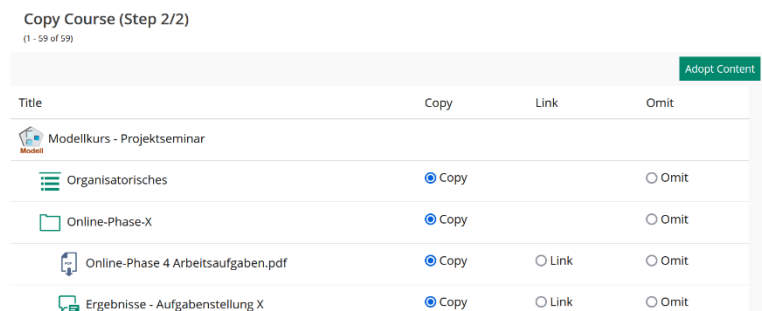 Copy Course (Step 2/2)
(1 - 59 of 59)
Adopt Content
Title Copy Link Omit
Modell
Modellkurs - Projektseminar
Organisatorisches Copy Omit
Online-Phase-X Copy Omit
PDF
Online-Phase 4 Arbeitsaufgaben.pdf Copy Link Omit
Ergebnisse - Aufgabenstellung X Copy Link Omit